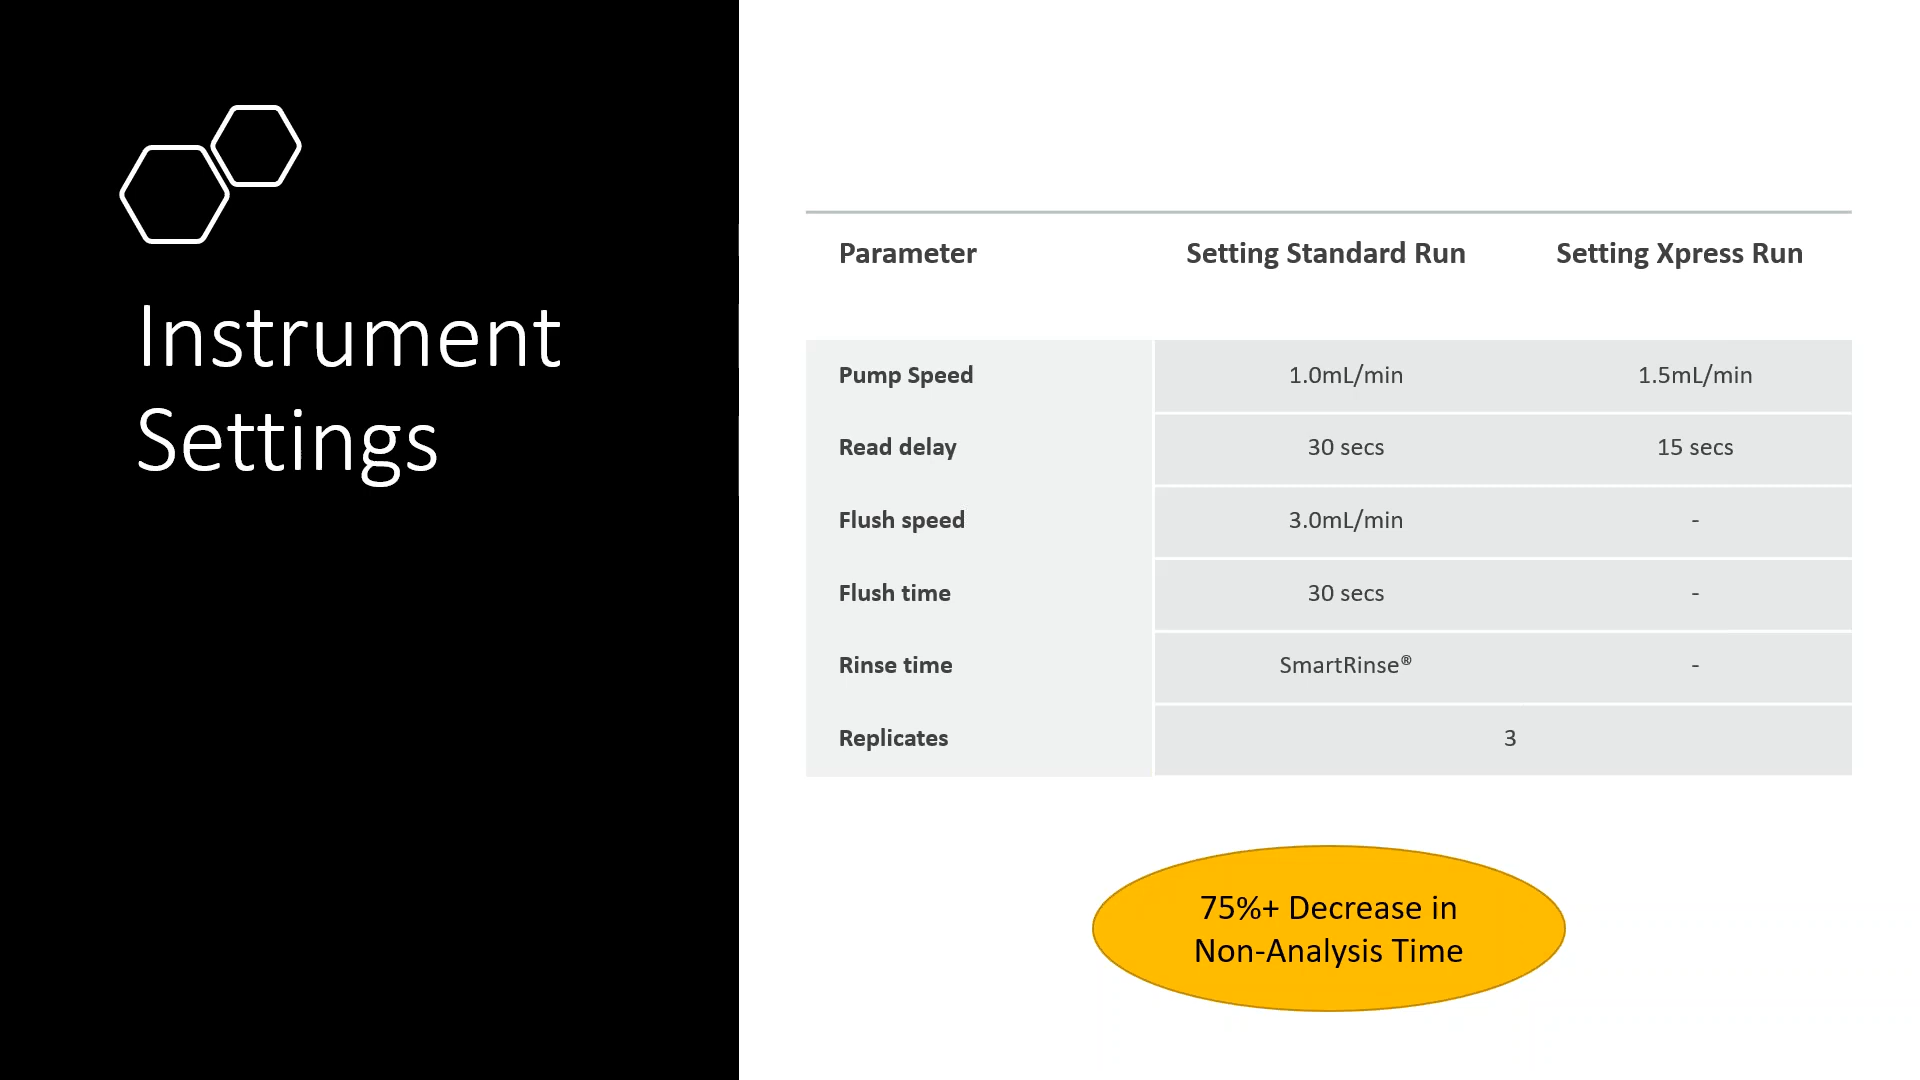 Instrument
Settings
Parameter Setting Standard Run Setting Xpress Run
Pump Speed 1.0mL/min 1.5mL/min
Read delay 30 secs 15 secs
Flush speed 3.0mL/min -
Flush time 30 secs -
Rinse time SmartRinse® -
Replicates 3
75%+ Decrease in
Non-Analysis Time